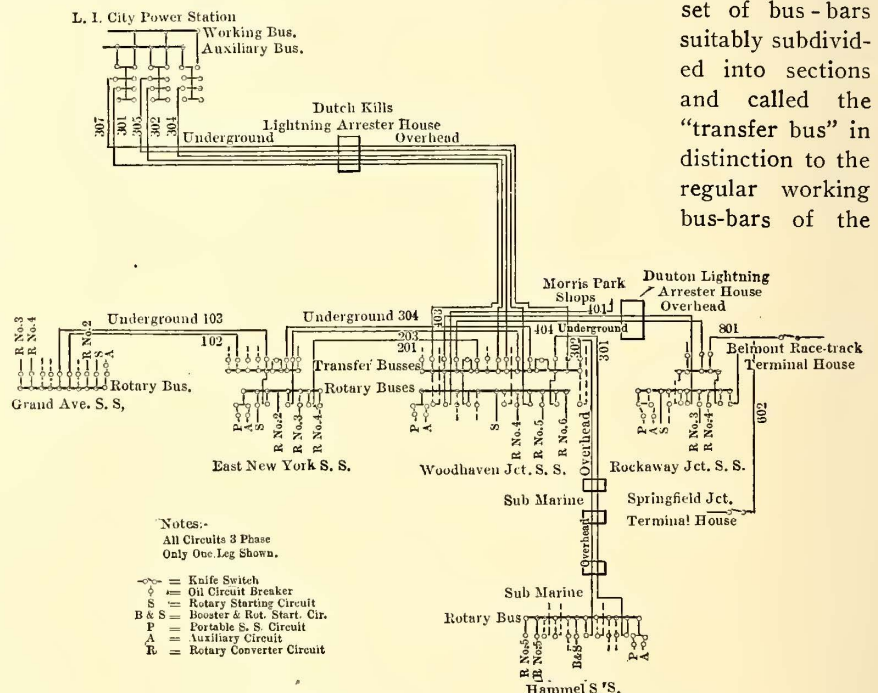 L. I. City Power Station
Working Bus.
Auxiliary Bus.
set of bus-bars
suitably subdivid-
ed into sections
and called the
"transfer bus" in
distinction to the
regular working
bus-bars of the
307
301
305
302
304
Dutch Kills
Lightning Arrester House
Underground
Overhead
Morris Park
Shops
Dunton Lightning
Arrester House
Overhead
401
403
404 Underground
302
301
801
Belmont Race-track
Terminal House
602
Underground 103
102
Underground 304
203
201
Transfer Busses
Rotary Buses
R No.3
R No.4
R No.2
S
A
Rotary Bus.
Grand Ave. S. S,
P
A
S
R No.2
R No.3
R No.4
East New York S. S.
P
A
S
R No.4
R No.5
R No.6
Woodhaven Jct. S. S.
Overhead
P
A
S
R No.3
R No.4
Rockaway Jct. S. S.
Sub Marine
Springfield Jct.
Terminal House
Overhead
Notes:-
All Circuits 3 Phase
Only One Leg Shown.
= Knife Switch
= Oil Circuit Breaker
S = Rotary Starting Circuit
B & S = Booster & Rot. Start. Cir.
P = Portable S. S. Circuit
A = Auxiliary Circuit
R = Rotary Converter Circuit
Sub Marine
Rotary Bus
R No.5
R No.5
B&S
P
A
Hammel S S.